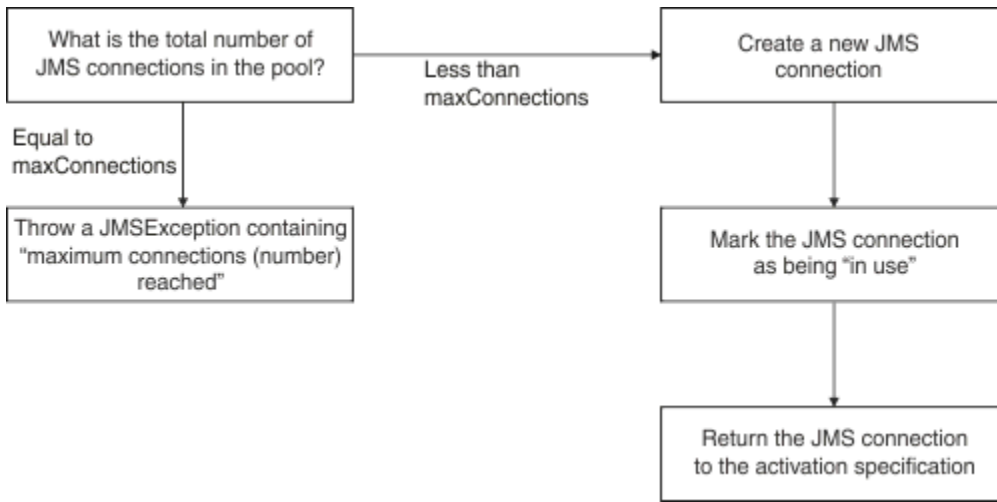 What is the total number of
JMS connections in the pool?
Less than
maxConnections
Create a new JMS
connection
Equal to
maxConnections
Throw a JMSException containing
“maximum connections (number)
reached”
Mark the JMS connection
as being “in use”
Return the JMS connection
to the activation specification